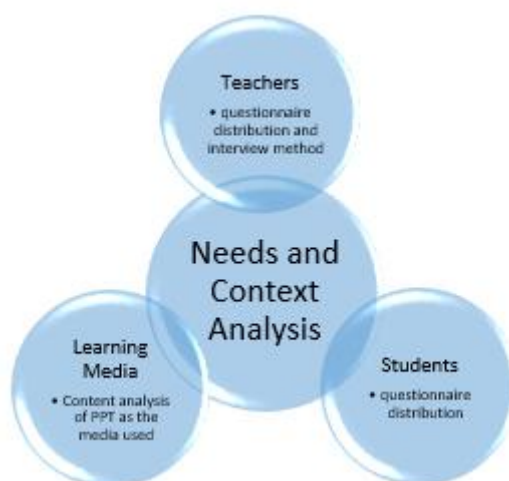 Teachers
• questionnaire
distribution and
interview method
Needs and
Context
Analysis
Learning
Media
• Content analysis
of PPT as the
media used
Students
• questionnaire
distribution